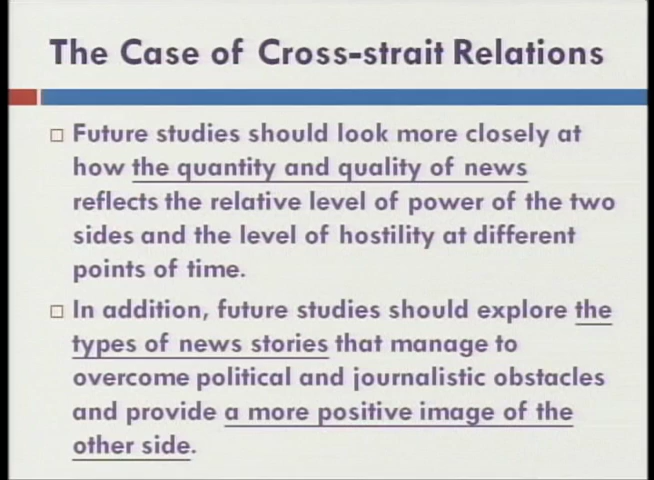 The Case of Cross-strait Relations
Future studies should look more closely at
how the quantity and quality of news
reflects the relative level of power of the two
sides and the level of hostility at different
points of time.
In addition, future studies should explore the
types of news stories that manage to
overcome political and journalistic obstacles
and provide a more positive image of the
other side.